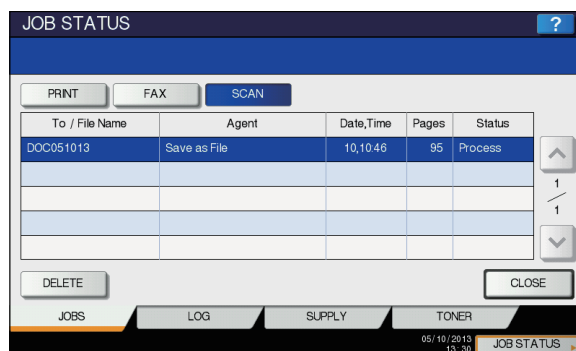 JOB STATUS ?
PRINT FAX SCAN
To / File Name Agent Date,Time Pages Status
DOC051013 Save as File 10,10:46 95 Process
1
1
DELETE CLOSE
JOBS LOG SUPPLY TONER
05/10/2013
13:30 JOB STATUS